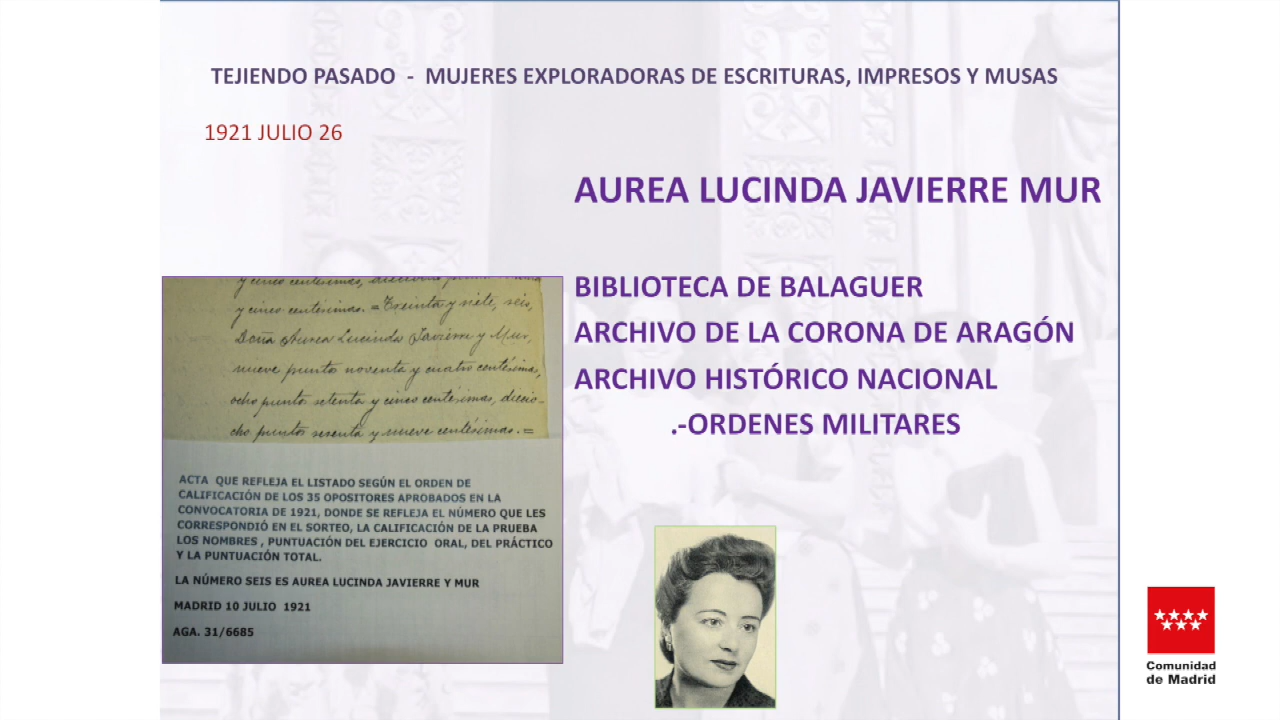 TEJIENDO PASADO - MUJERES EXPLORADORAS DE ESCRITURAS, IMPRESOS Y MUSAS
1921 JULIO 26
AUREA LUCINDA JAVIERRE MUR
BIBLIOTECA DE BALAGUER
ARCHIVO DE LA CORONA DE ARAGÓN
ARCHIVO HISTÓRICO NACIONAL
.-ORDENES MILITARES
y cinco centésimas,
y cinco centésimas. = Treinta y siete, seis,
Doña Aurea Lucinda Javierre y Mur,
nueve puntos noventa y cuatro centésimas,
ocho puntos setenta y cinco centésimas, diecio-
cho puntos sesenta y nueve centésimas. =
ACTA QUE REFLEJA EL LISTADO SEGÚN EL ORDEN DE
CALIFICACIÓN DE LOS 35 OPOSITORES APROBADOS EN LA
CONVOCATORIA DE 1921, DONDE SE REFLEJA EL NÚMERO QUE LES
CORRESPONDIÓ EN EL SORTEO, LA CALIFICACIÓN DE LA PRUEBA
LOS NOMBRES , PUNTUACIÓN DEL EJERCICIO ORAL, DEL PRÁCTICO
Y LA PUNTUACIÓN TOTAL.
LA NÚMERO SEIS ES AUREA LUCINDA JAVIERRE Y MUR
MADRID 10 JULIO 1921
AGA. 31/6685
Comunidad
de Madrid